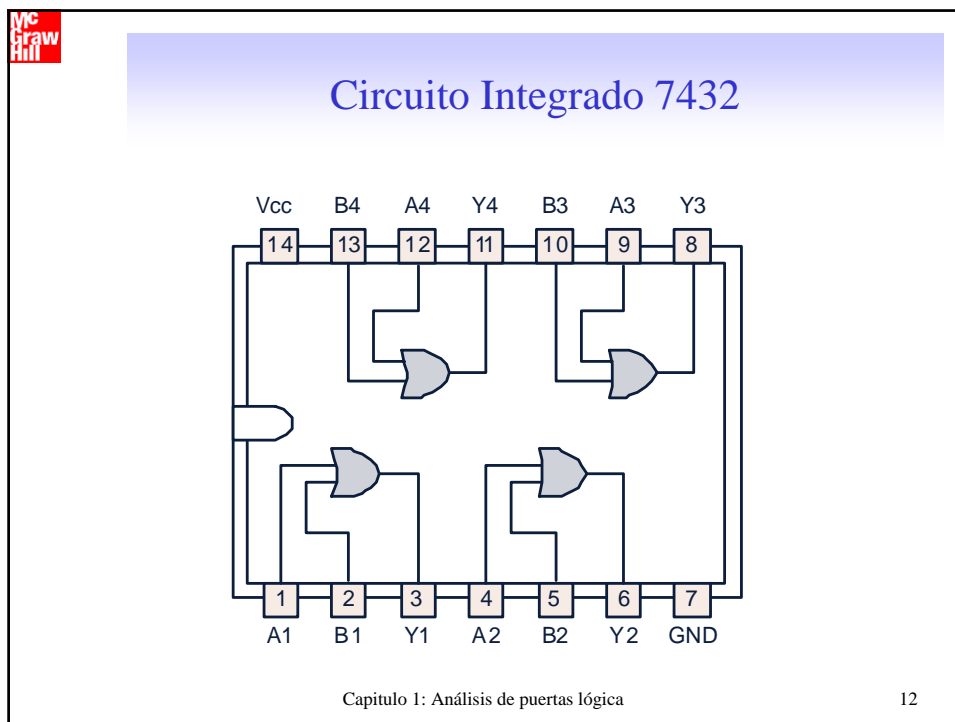 Mc
Graw
Hill
Circuito Integrado 7432
Vcc B4 A4 Y4 B3 A3 Y3
14 13 12 11 10 9 8
1 2 3 4 5 6 7
A1 B1 Y1 A2 B2 Y2 GND
Capitulo 1: Análisis de puertas lógica 12